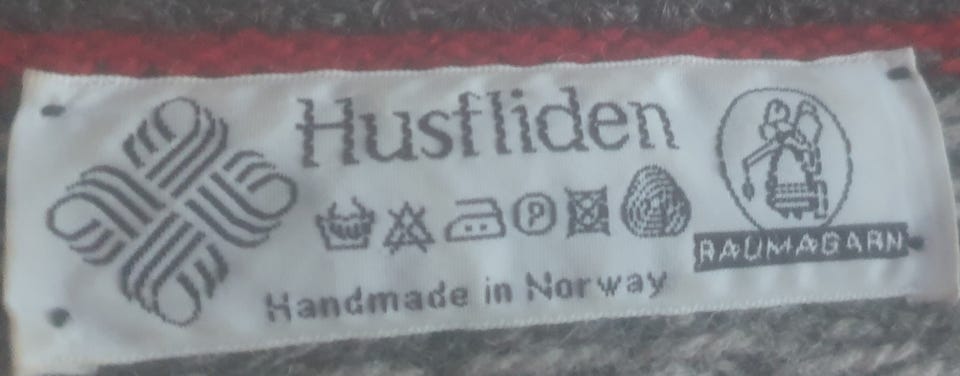 Husfliden
P
RAUMAGARN
Handmade in Norway